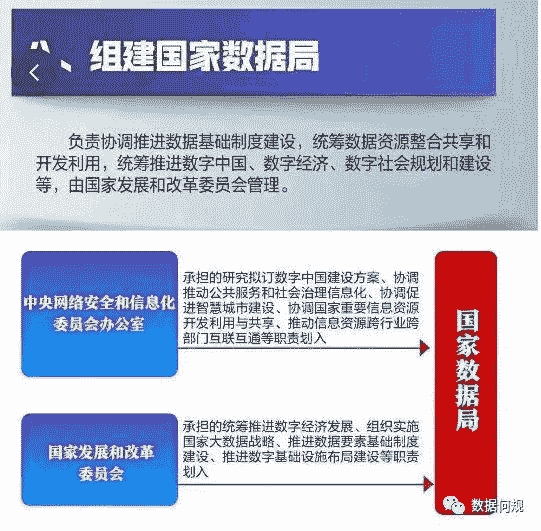 组建国家数据局
负责协调推进数据基础制度建设，统筹数据资源整合共享和
开发利用，统筹推进数字中国、数字经济、数字社会规划和建设
等，由国家发展和改革委员会管理。
中央网络安全和信息化
委员会办公室
承担的研究拟订数字中国建设方案、协调
推动公共服务和社会治理信息化、协调促
进智慧城市建设、协调国家重要信息资源
开发利用与共享、推动信息资源跨行业跨
部门互联互通等职责划入
国家数据局
国家发展和改革
委员会
承担的统筹推进数字经济发展、组织实施
国家大数据战略、推进数据要素基础制度
建设、推进数字基础设施布局建设等职责
划入
数据何规